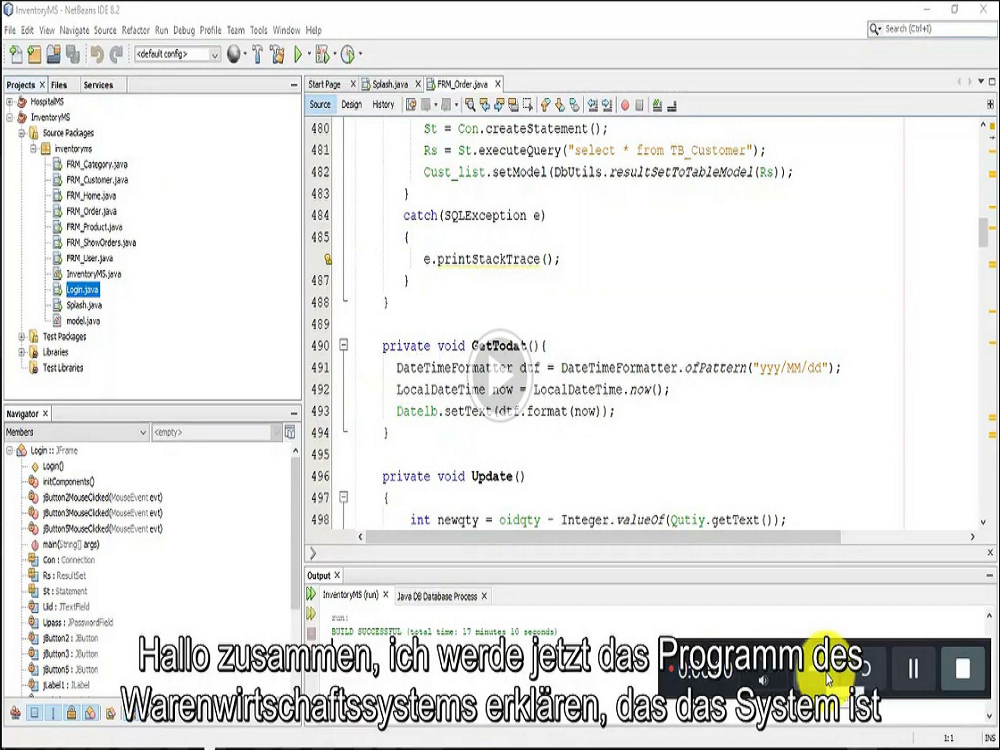 InventoryMS - NetBeans IDE 8.2
File Edit View Navigate Source Refactor Run Debug Profile Team Tools Window Help
Search (Ctrl+I)
<default config>
Projects X Files Services
HospitalMS
InventoryMS
Source Packages
inventoryms
FRM_Category.java
FRM_Customer.java
FRM_Home.java
FRM_Order.java
FRM_Product.java
FRM_ShowOrders.java
FRM_User.java
InventoryMS.java
Login.java
Splash.java
model.java
Test Packages
Libraries
Test Libraries
Navigator X
Members
<empty>
Login :: JFrame
Login()
initComponents()
jButton2MouseClicked(MouseEvent evt)
jButton3MouseClicked(MouseEvent evt)
jButton5MouseClicked(MouseEvent evt)
main(String[] args)
Con : Connection
Rs : ResultSet
St : Statement
Uid : JTextField
Upass : JPasswordField
jButton2 : JButton
jButton3 : JButton
jButton5 : JButton
jLabel1 : JLabel
Start Page X Splash.java X FRM_Order.java X
Source Design History
480 St = Con.createStatement();
481 Rs = St.executeQuery("select * from TB_Customer");
482 Cust_list.setModel(DbUtils.resultSetToTableModel(Rs));
483 }
484 catch(SQLException e)
485 {
e.printStackTrace();
487 }
488 }
489
490 private void GetTodat(){
491 DateTimeFormatter dtf = DateTimeFormatter.ofPattern("yyy/MM/dd");
492 LocalDateTime now = LocalDateTime.now();
493 Datelb.setText(dtf.format(now));
494 }
495
496 private void Update()
497 {
498 int newqty = oidqty - Integer.valueOf(Qutiy.getText());
Output X
InventoryMS (run) X Java DB Database Process X
run:
BUILD SUCCESSFUL (total time: 17 minutes 10 seconds)
Hallo zusammen, ich werde jetzt das Programm des
Warenwirtschaftssystems erklären, das das System ist
1:1 INS